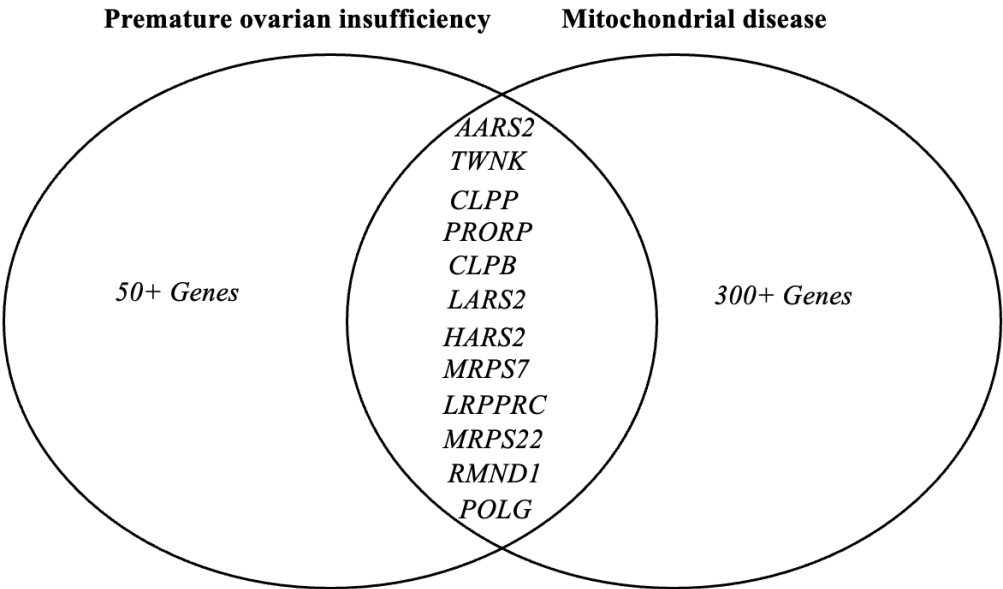 Premature ovarian insufficiency
Mitochondrial disease
AARS2
TWNK
CLPP
PRORP
CLPB
50+ Genes
LARS2
300+ Genes
HARS2
MRPS7
LRPPRC
MRPS22
RMND1
POLG